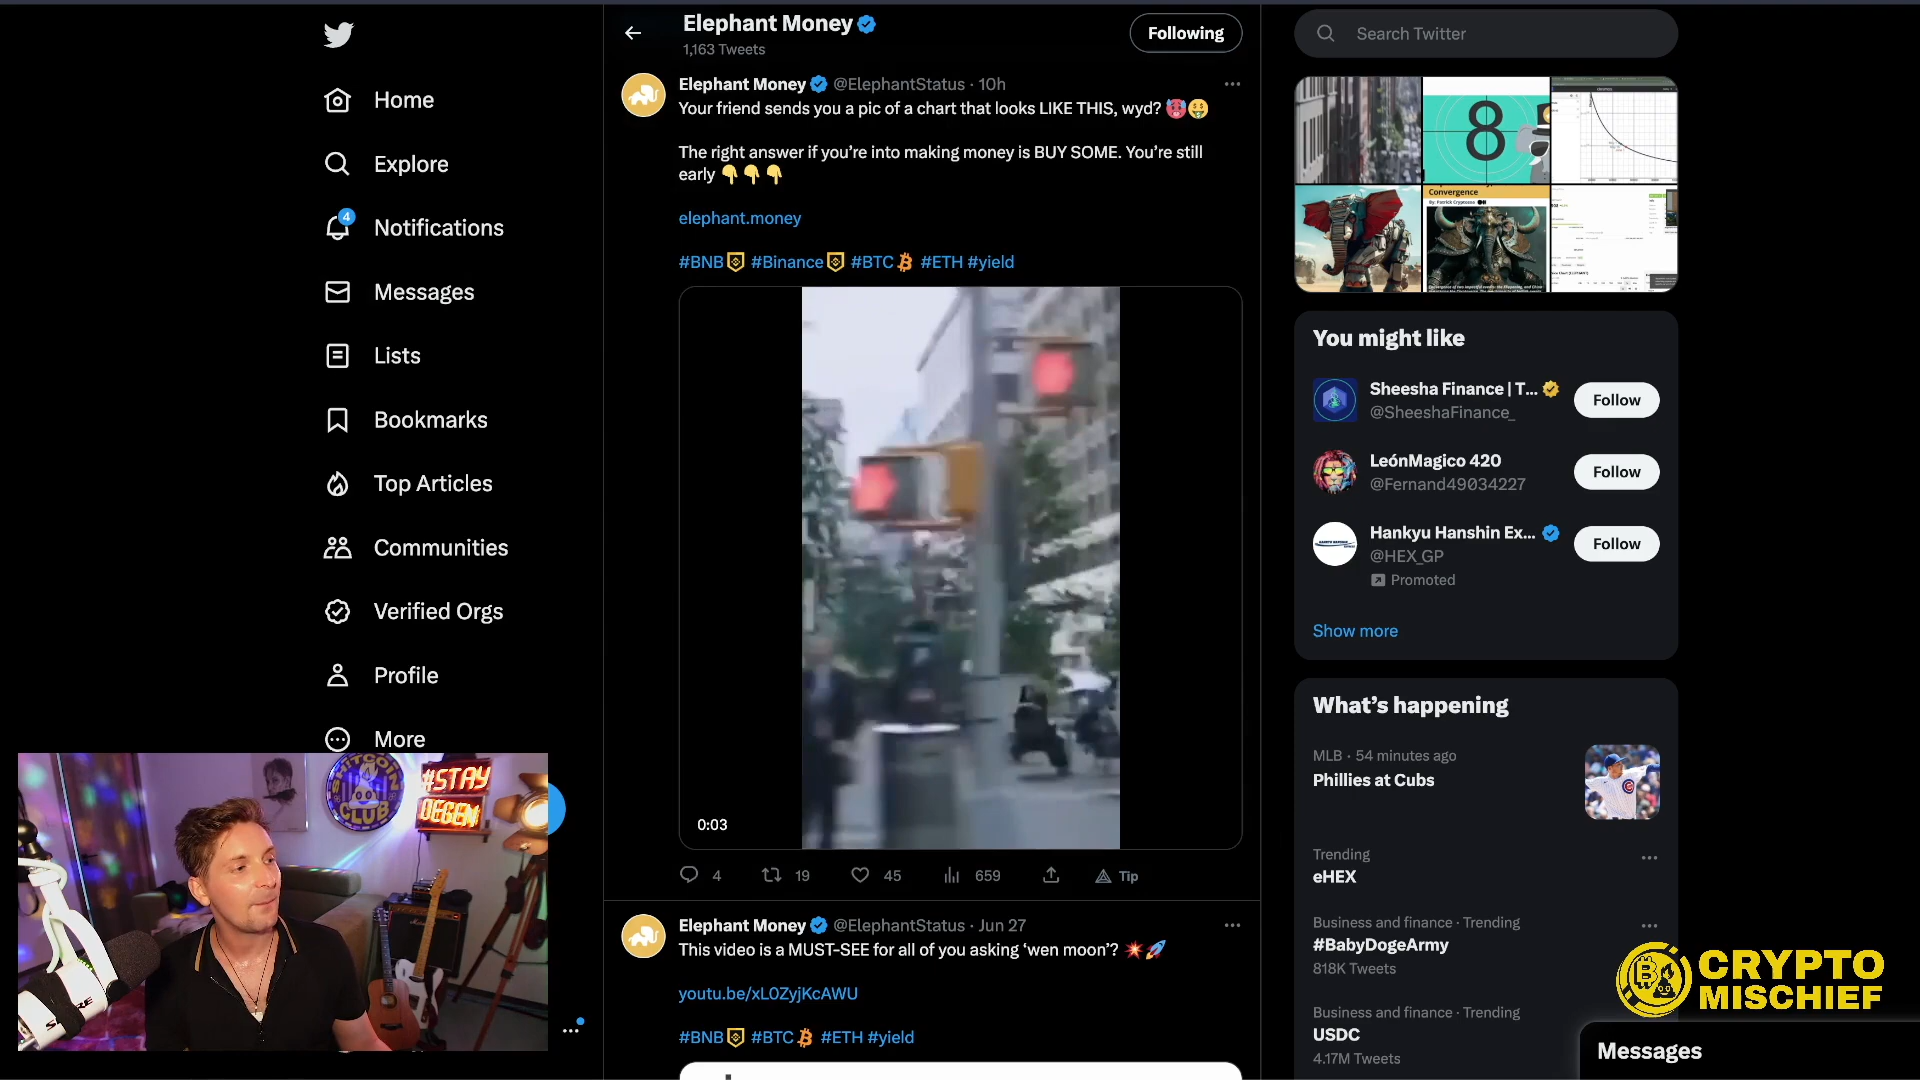 Home
Explore
4
Notifications
Messages
Lists
Bookmarks
Top Articles
Communities
Verified Orgs
Profile
More
Elephant Money
1,163 Tweets
Following
Elephant Money @ElephantStatus · 10h
Your friend sends you a pic of a chart that looks LIKE THIS, wyd? 🥵🤑
The right answer if you're into making money is BUY SOME. You're still
early 👇👇👇
elephant.money
#BNB #Binance #BTC #ETH #yield
0:03
4 19 45 659 Tip
Elephant Money @ElephantStatus · Jun 27
This video is a MUST-SEE for all of you asking 'wen moon'? 💥🚀
youtu.be/xL0ZyjKcAWU
#BNB #BTC #ETH #yield
Search Twitter
8
Convergence
You might like
Sheesha Finance | T...
@SheeshaFinance_
Follow
LeónMagico 420
@Fernand49034227
Follow
Hankyu Hanshin Ex...
@HEX_GP
Promoted
Follow
Show more
What's happening
MLB · 54 minutes ago
Phillies at Cubs
Trending
eHEX
Business and finance · Trending
#BabyDogeArmy
818K Tweets
Business and finance · Trending
USDC
4.17M Tweets
Messages
CRYPTO
MISCHIEF
#STAY
DEGEN
SHITCOIN
CLUB